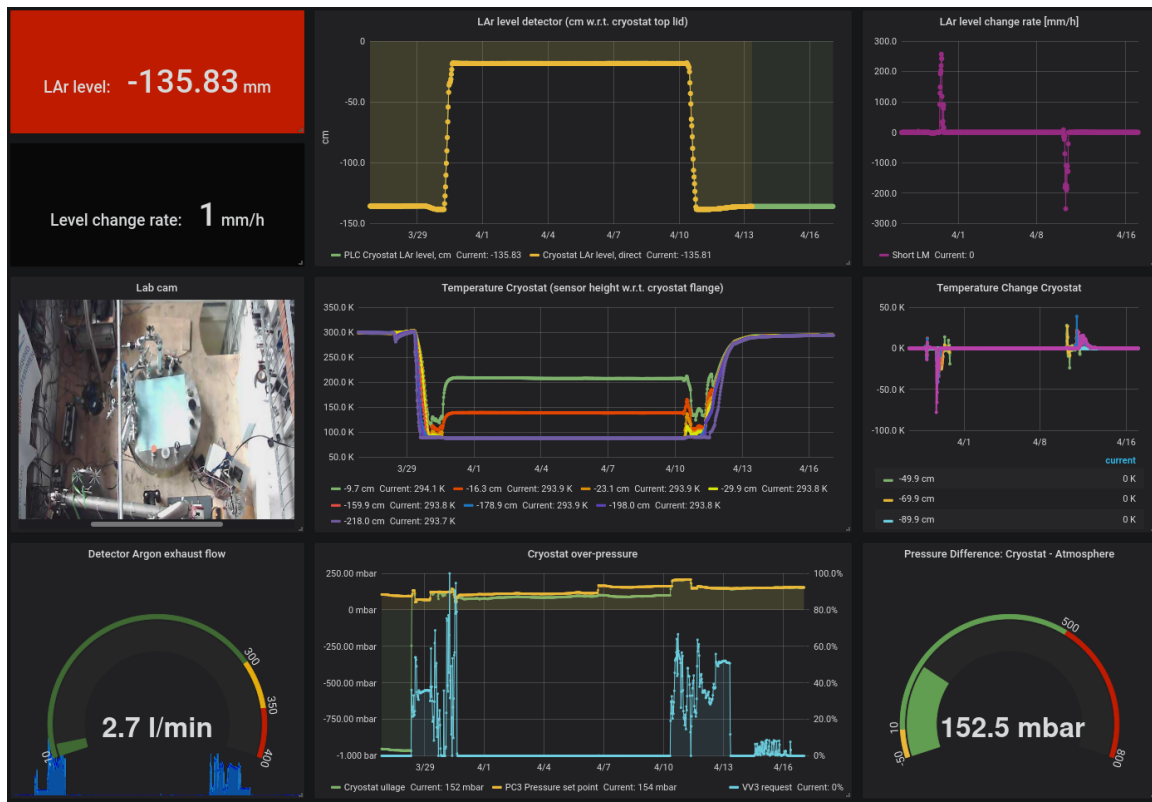 LAr level: -135.83 mm
Level change rate: 1 mm/h
LAr level detector (cm w.r.t. cryostat top lid)
0
-50.0
-100.0
-150.0
cm
3/29 4/1 4/4 4/7 4/10 4/13 4/16
PLC Cryostat LAr level, cm Current: -135.83 Cryostat LAr level, direct Current: -135.81
LAr level change rate [mm/h]
300.0
200.0
100.0
0
-100.0
-200.0
-300.0
4/1 4/8 4/16
Short LM Current: 0
Lab cam
Temperature Cryostat (sensor height w.r.t. cryostat flange)
350.0 K
300.0 K
250.0 K
200.0 K
150.0 K
100.0 K
50.0 K
3/29 4/1 4/4 4/7 4/10 4/13 4/16
-9.7 cm Current: 294.1 K -16.3 cm Current: 293.9 K -23.1 cm Current: 293.9 K -29.9 cm Current: 293.8 K
-159.9 cm Current: 293.8 K -178.9 cm Current: 293.9 K -198.0 cm Current: 293.8 K
-218.0 cm Current: 293.7 K
Temperature Change Cryostat
50.0 K
0 K
-50.0 K
-100.0 K
4/1 4/8 4/16
current
-49.9 cm 0 K
-69.9 cm 0 K
-89.9 cm 0 K
Detector Argon exhaust flow
10
300
350
400
2.7 l/min
Cryostat over-pressure
250.00 mbar 100.0%
0 mbar 80.0%
-250.00 mbar 60.0%
-500.00 mbar 40.0%
-750.00 mbar 20.0%
-1.000 bar 0%
3/29 4/1 4/4 4/7 4/10 4/13 4/16
Cryostat ullage Current: 152 mbar PC3 Pressure set point Current: 154 mbar VV3 request Current: 0%
Pressure Difference: Cryostat - Atmosphere
-50
10
500
800
152.5 mbar